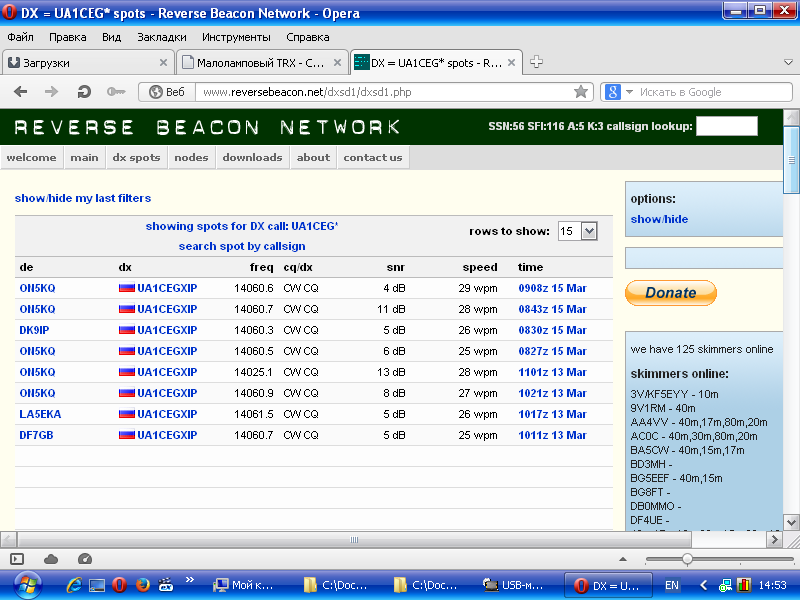 DX = UA1CEG* spots - Reverse Beacon Network - Opera
Файл Правка Вид Закладки Инструменты Справка
Загрузки Малоламповый TRX - С... DX = UA1CEG* spots - R...
Веб www.reversebeacon.net/dxsd1/dxsd1.php Искать в Google
REVERSE BEACON NETWORK SSN:56 SFI:116 A:5 K:3 callsign lookup:
welcome main dx spots nodes downloads about contact us
show/hide my last filters
showing spots for DX call: UA1CEG*
search spot by callsign
rows to show: 15
de dx freq cq/dx snr speed time
ON5KQ UA1CEGXIP 14060.6 CW CQ 4 dB 29 wpm 0908z 15 Mar
ON5KQ UA1CEGXIP 14060.7 CW CQ 11 dB 28 wpm 0843z 15 Mar
DK9IP UA1CEGXIP 14060.3 CW CQ 5 dB 26 wpm 0830z 15 Mar
ON5KQ UA1CEGXIP 14060.5 CW CQ 6 dB 25 wpm 0827z 15 Mar
ON5KQ UA1CEGXIP 14025.1 CW CQ 13 dB 28 wpm 1101z 13 Mar
ON5KQ UA1CEGXIP 14060.9 CW CQ 8 dB 27 wpm 1021z 13 Mar
LA5EKA UA1CEGXIP 14061.5 CW CQ 5 dB 26 wpm 1017z 13 Mar
DF7GB UA1CEGXIP 14060.7 CW CQ 5 dB 25 wpm 1011z 13 Mar
options:
show/hide
Donate
we have 125 skimmers online
skimmers online:
3V/KF5EYY - 10m
9V1RM - 40m
AA4VV - 40m,17m,80m,20m
AC0C - 40m,30m,80m,20m
BA5CW - 40m,15m,17m
BD3MH -
BG5EEF - 40m,15m
BG8FT -
DB0MMO -
DF4UE -
Мой к... C:\Doc... C:\Doc... USB-м... DX = U... EN 14:53